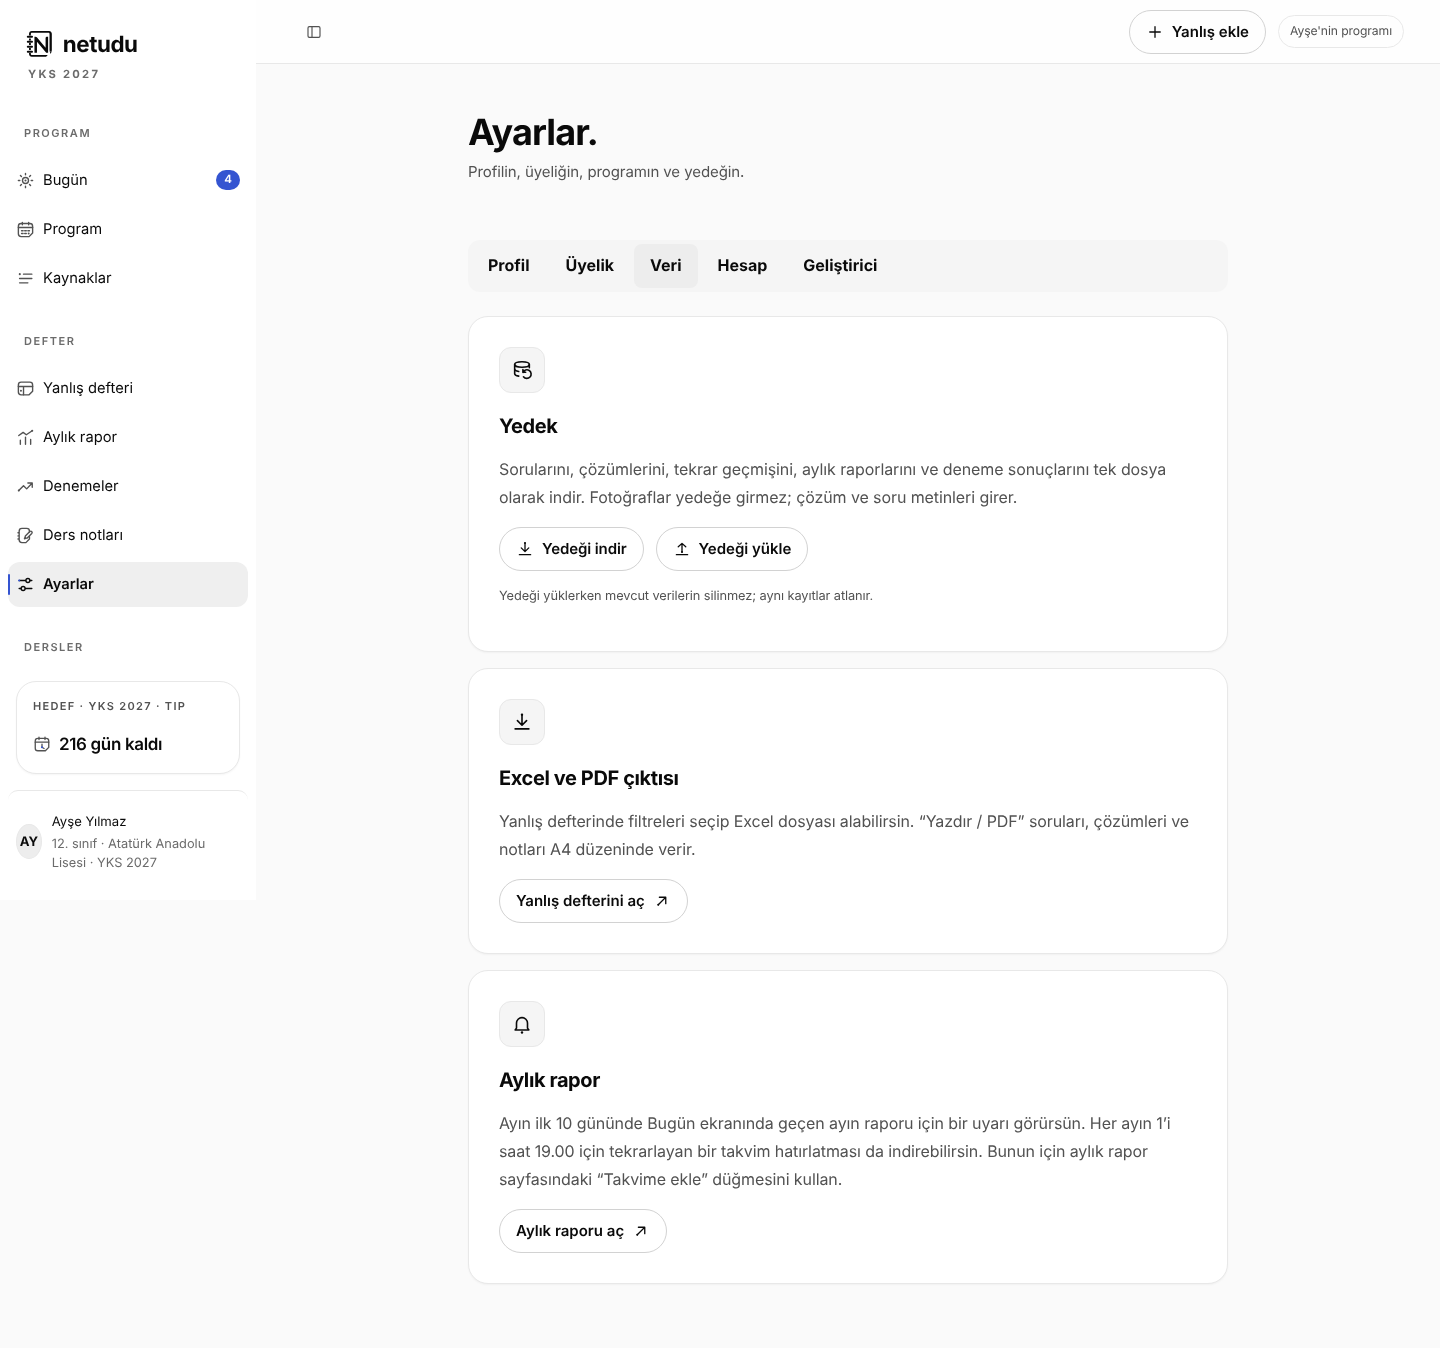 netudu
YKS 2027
PROGRAM
Bugün
4
Program
Kaynaklar
DEFTER
Yanlış defteri
Aylık rapor
Denemeler
Ders notları
Ayarlar
DERSLER
HEDEF · YKS 2027 · TIP
216 gün kaldı
AY
Ayşe Yılmaz
12. sınıf · Atatürk Anadolu
Lisesi · YKS 2027
Yanlış ekle
Ayşe'nin programı
Ayarlar.
Profilin, üyeliğin, programın ve yedeğin.
Profil
Üyelik
Veri
Hesap
Geliştirici
Yedek
Sorularını, çözümlerini, tekrar geçmişini, aylık raporlarını ve deneme sonuçlarını tek dosya
olarak indir. Fotoğraflar yedeğe girmez; çözüm ve soru metinleri girer.
Yedeği indir
Yedeği yükle
Yedeği yüklerken mevcut verilerin silinmez; aynı kayıtlar atlanır.
Excel ve PDF çıktısı
Yanlış defterinde filtreleri seçip Excel dosyası alabilirsin. “Yazdır / PDF” soruları, çözümleri ve
notları A4 düzeninde verir.
Yanlış defterini aç
Aylık rapor
Ayın ilk 10 gününde Bugün ekranında geçen ayın raporu için bir uyarı görürsün. Her ayın 1’i
saat 19.00 için tekrarlayan bir takvim hatırlatması da indirebilirsin. Bunun için aylık rapor
sayfasındaki “Takvime ekle” düğmesini kullan.
Aylık raporu aç